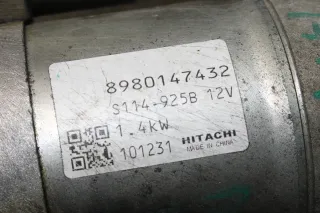 8980147432
S114-925B 12V
1.4kW
HITACHI
101231 MADE IN CHINA